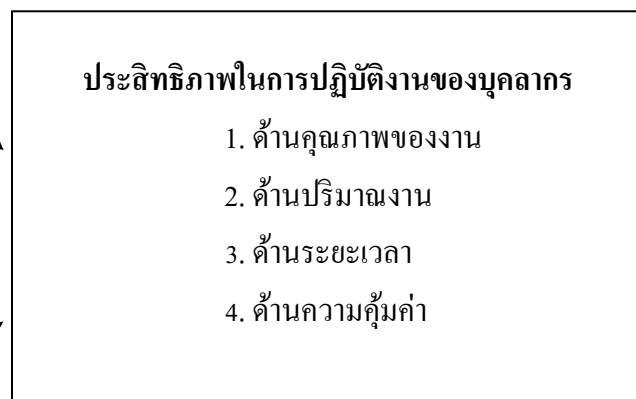 ประสิทธิภาพในการปฏิบัติงานของบุคลากร
1. ด้านคุณภาพของงาน
2. ด้านปริมาณงาน
3. ด้านระยะเวลา
4. ด้านความคุ้มค่า